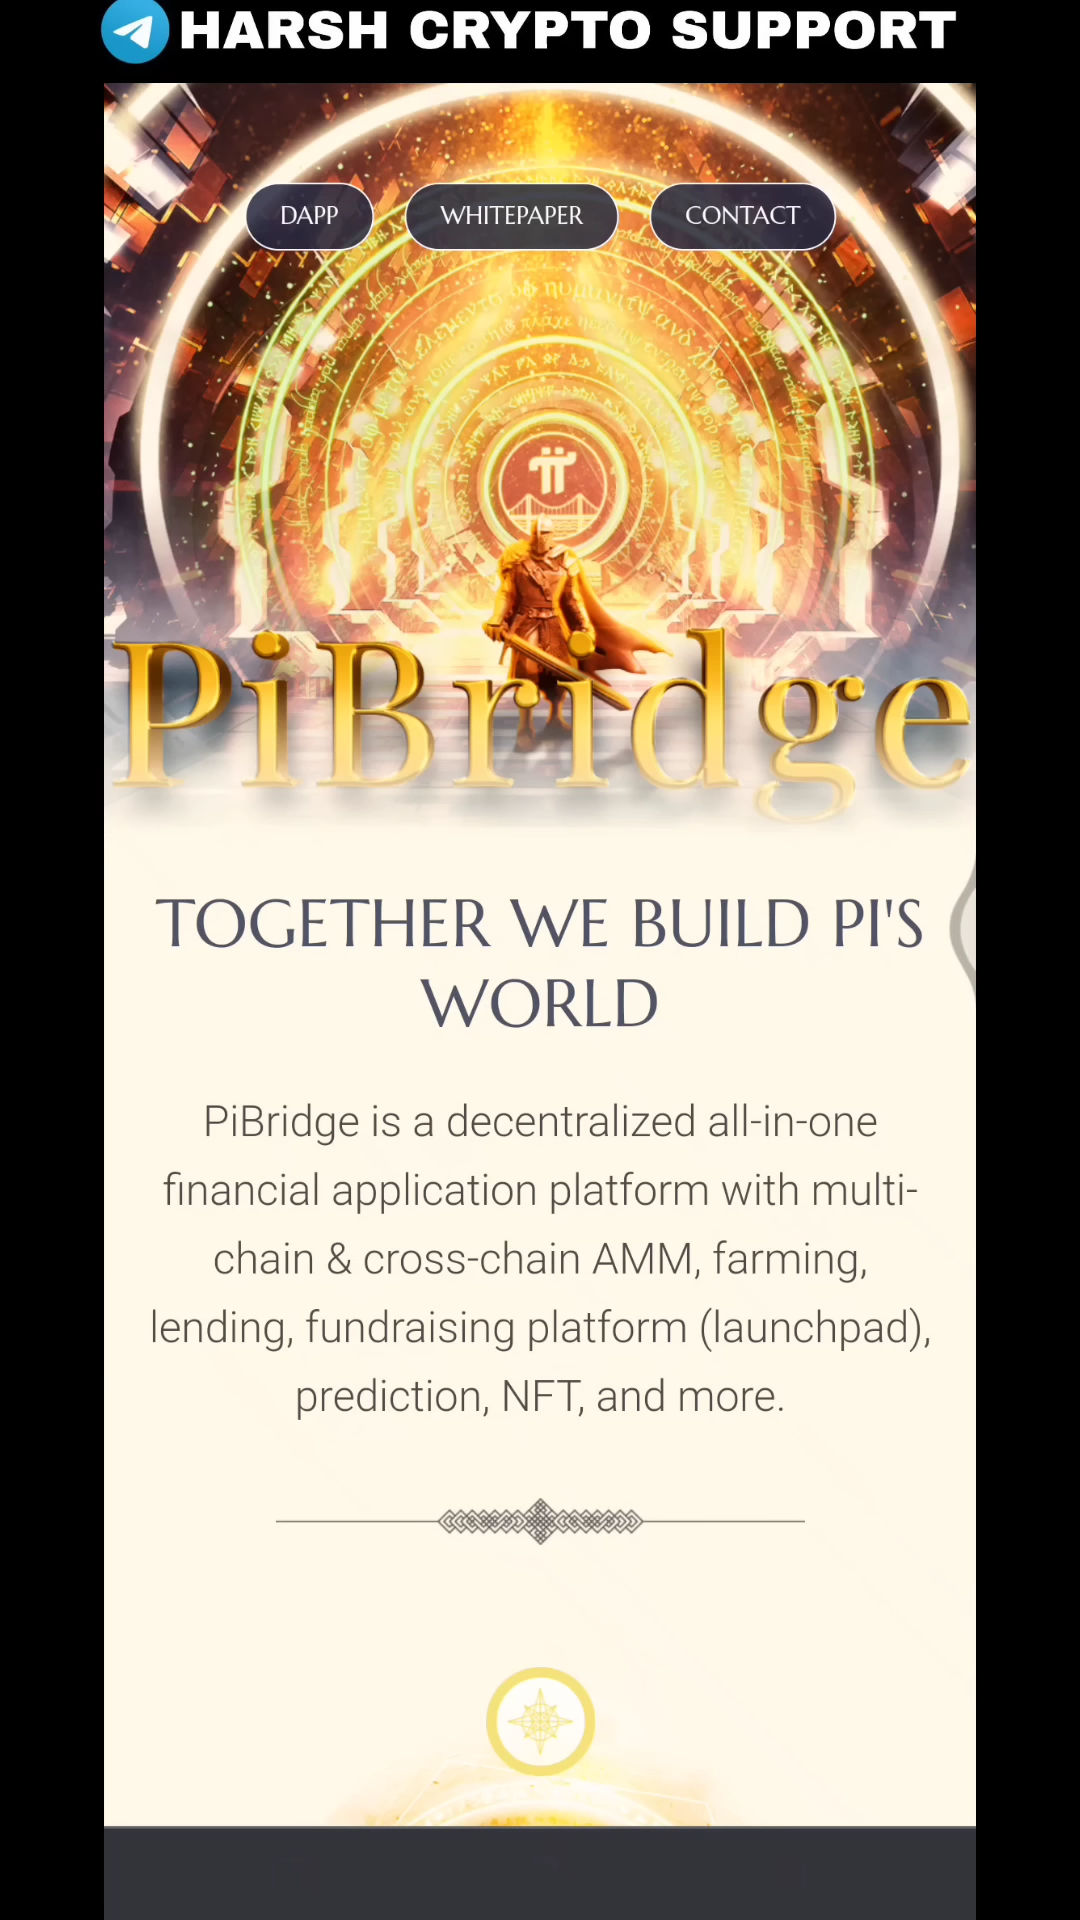 HARSH CRYPTO SUPPORT
DAPP WHITEPAPER CONTACT
PiBridge
TOGETHER WE BUILD PI'S
WORLD
PiBridge is a decentralized all-in-one
financial application platform with multi-
chain & cross-chain AMM, farming,
lending, fundraising platform (launchpad),
prediction, NFT, and more.